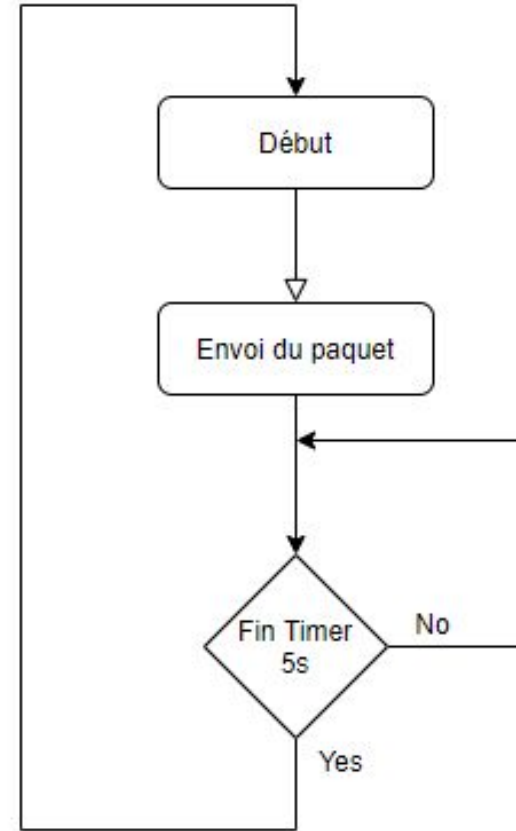 Début
Envoi du paquet
Fin Timer
5s
No
Yes